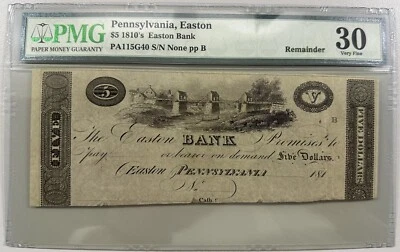 PMG
PAPER MONEY GUARANTY
Pennsylvania, Easton
$5 1810's Easton Bank
PA115G40 S/N None pp B
Remainder
30
Very Fine
5
V
B
FIVE
FIVE DOLLARS
The Easton BANK Promises to
pay or bearer on demand Five Dollars.
Easton PENNSYLVANIA 181
No
Cash.r